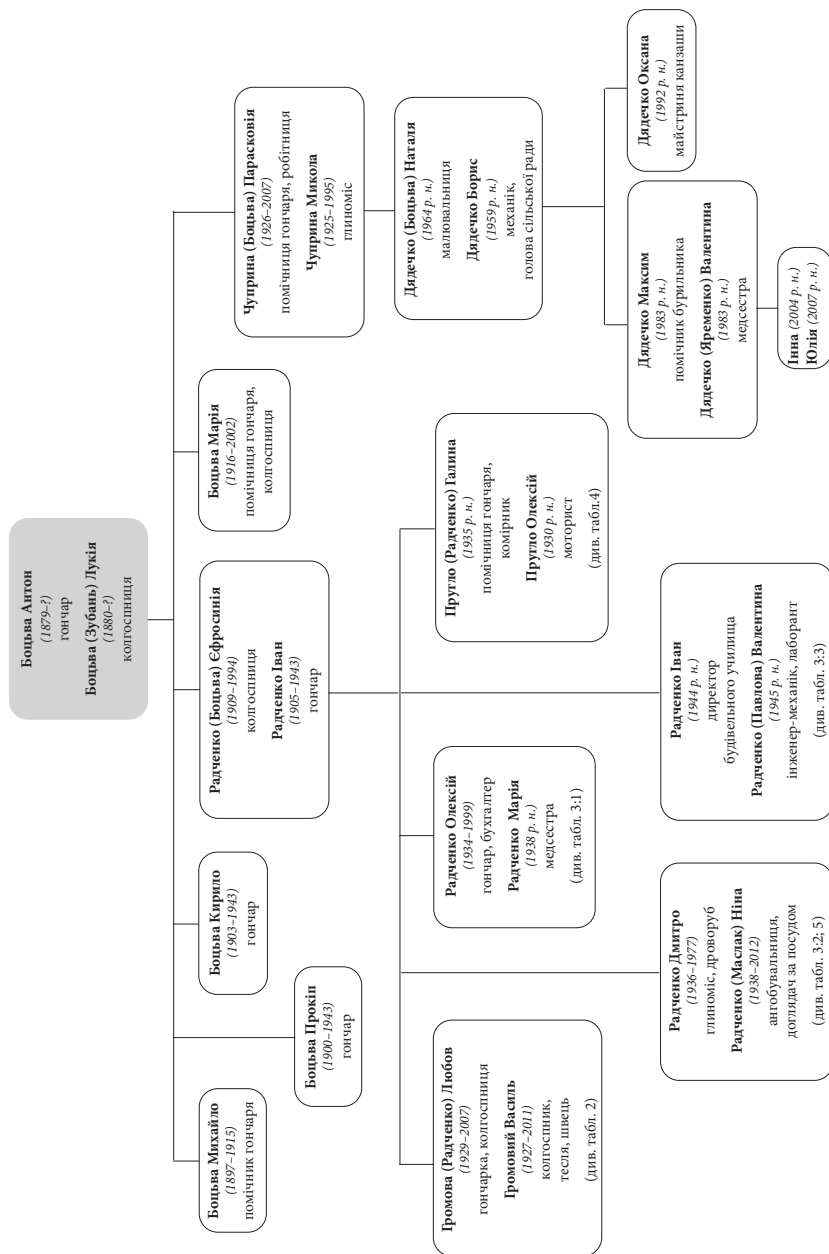 Боцьва Антон
(1879–?)
гончар
Боцьва (Зубань) Лукія
(1880–?)
колгоспниця
Боцьва Михайло
(1897–1915)
помічник гончаря
Боцьва Прокіп
(1900–1943)
гончар
Боцьва Кирило
(1903–1943)
гончар
Радченко (Боцьва) Єфросинія
(1909–1994)
колгоспниця
Радченко Іван
(1905–1943)
гончар
Боцьва Марія
(1916–2002)
помічниця гончаря,
колгоспниця
Чуприна (Боцьва) Парасковія
(1926–2007)
помічниця гончаря, робітниця
Чуприна Микола
(1925–1995)
глиноміс
Громова (Радченко) Любов
(1929–2007)
гончарка, колгоспниця
Громовий Василь
(1927–2011)
колгоспник,
тесля, швець
(див. табл. 2)
Радченко Олексій
(1934–1999)
гончар, бухгалтер
Радченко Марія
(1938 р. н.)
медсестра
(див. табл. 3:1)
Пругло (Радченко) Галина
(1935 р. н.)
помічниця гончаря,
комірник
Пругло Олексій
(1930 р. н.)
моторист
(див. табл.4)
Дядечко (Боцьва) Наталя
(1964 р. н.)
малювальниця
Дядечко Борис
(1959 р. н.)
механік,
голова сільської ради
Радченко Дмитро
(1936–1977)
глиноміс, дроворуб
Радченко (Маслак) Ніна
(1938–2012)
ангобувальниця,
доглядач за посудом
(див. табл. 3:2; 5)
Радченко Іван
(1944 р. н.)
директор
будівельного училища
Радченко (Павлова) Валентина
(1945 р. н.)
інженер-механік, лаборант
(див. табл. 3:3)
Дядечко Максим
(1983 р. н.)
помічник бурильника
Дядечко (Яременко) Валентина
(1983 р. н.)
медсестра
Дядечко Оксана
(1992 р. н.)
майстриня канзаши
Інна (2004 р. н.)
Юлія (2007 р. н.)